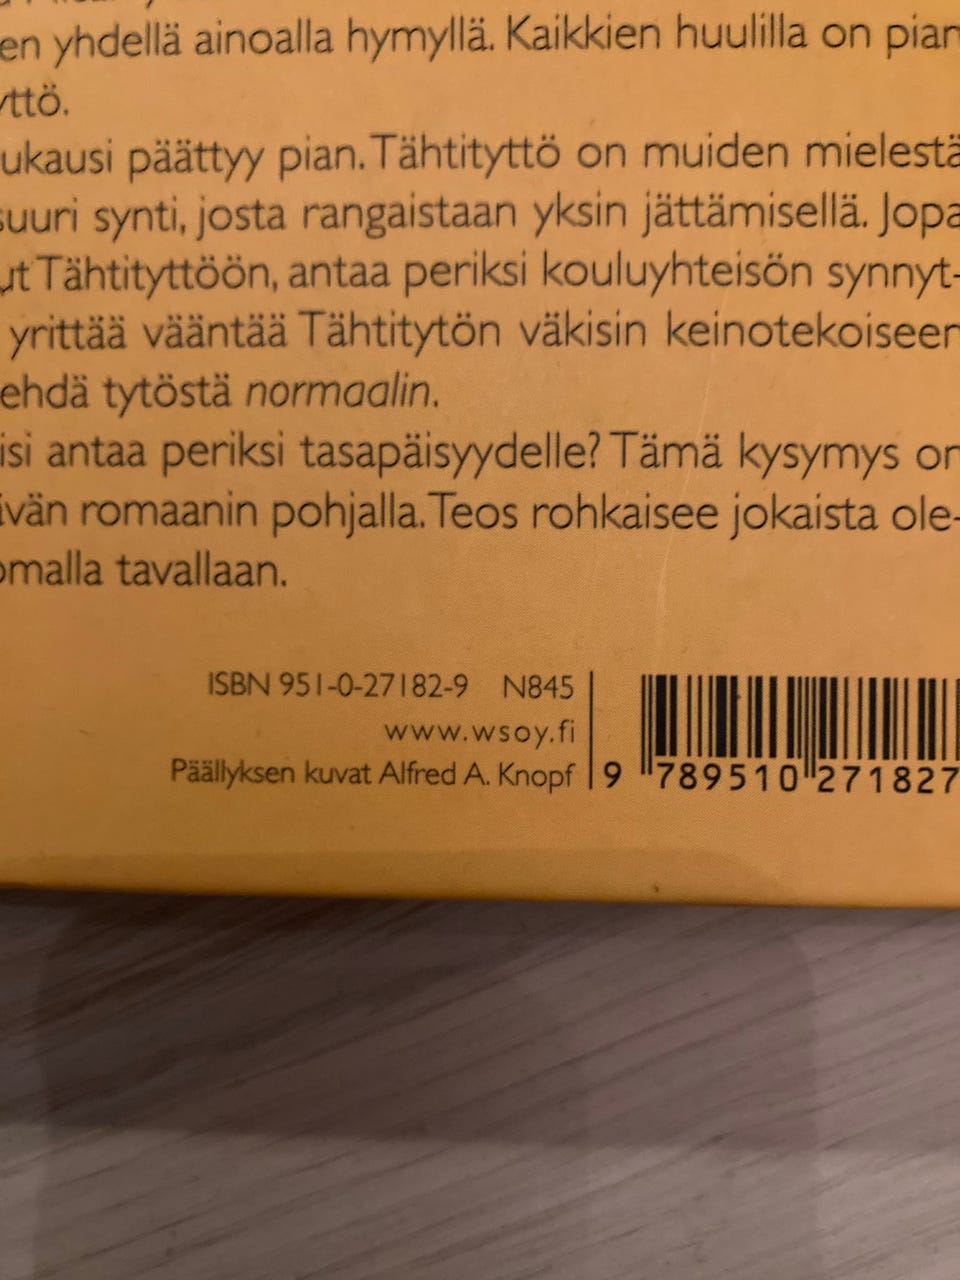 en yhdellä ainoalla hymyllä. Kaikkien huulilla on pian
yttö.
ukausi päättyy pian. Tähtityttö on muiden mielestä
suuri synti, josta rangaistaan yksin jättämisellä. Jopa
ut Tähtityttöön, antaa periksi kouluyhteisön synnyt-
yrittää vääntää Tähtitytön väkisin keinotekoiseen
ehdä tytöstä normaalin.
isi antaa periksi tasapäisyydelle? Tämä kysymys on
ivän romaanin pohjalla. Teos rohkaisee jokaista ole-
omalla tavallaan.
ISBN 951-0-27182-9 N845
www.wsoy.fi
Päällyksen kuvat Alfred A. Knopf
9 789510 271827